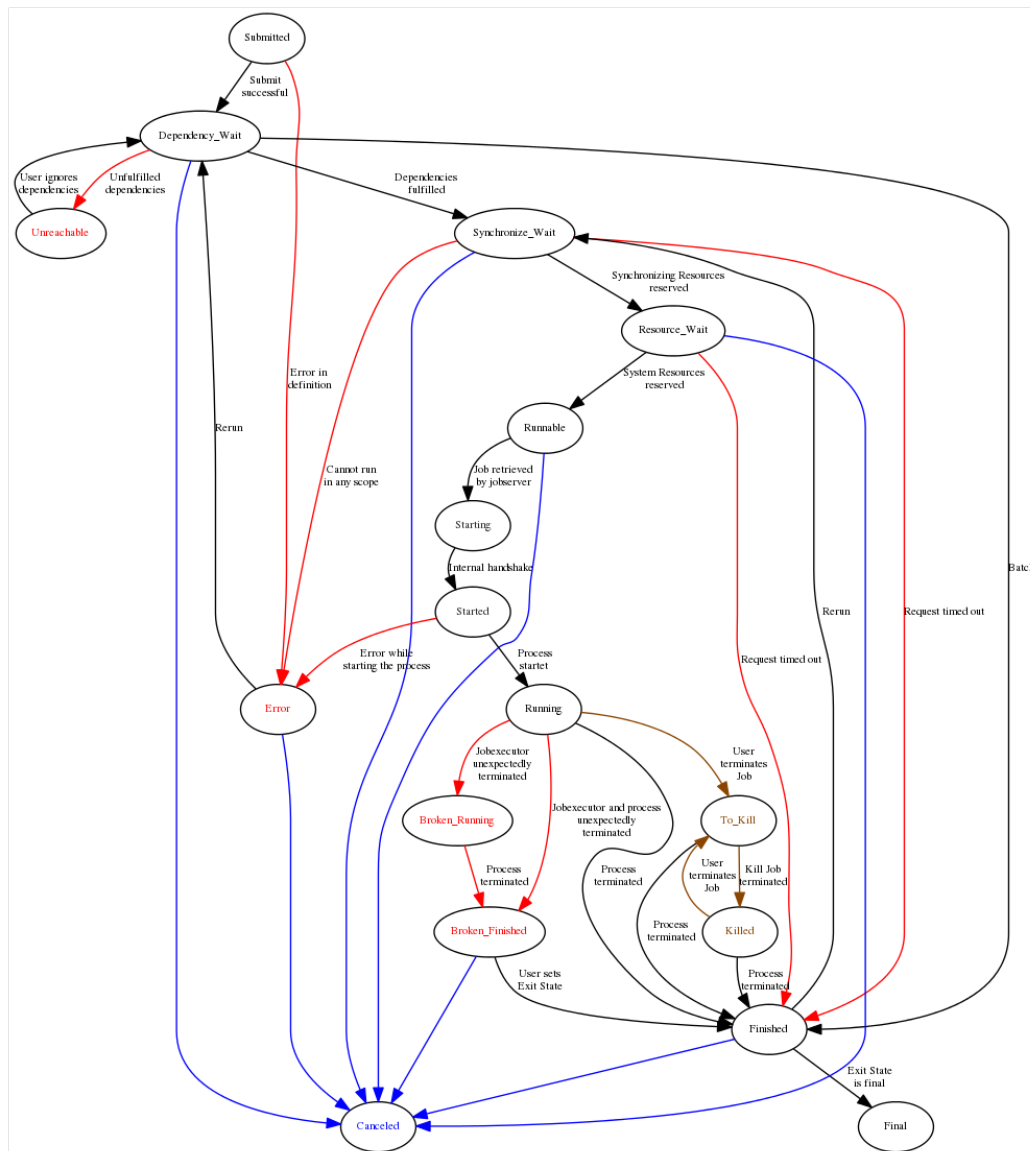 Submitted
Submit
successful
Dependency_Wait
User ignores
dependencies
Unfulfilled
dependencies
Dependencies
fulfilled
Unreachable
Synchronize_Wait
Synchronizing Resources
reserved
Resource_Wait
Error in
definition
System Resources
reserved
Rerun
Runnable
Cannot run
in any scope
Job retrieved
by jobserver
Starting
Internal handshake
Batc
Started
Rerun
Request timed out
Error while
starting the process
Process
startet
Request timed out
Error
Running
Jobexecutor
unexpectedly
terminated
User
terminates
Job
Broken_Running
Jobexecutor and process
unexpectedly
terminated
To_Kill
Process
terminated
Process
terminated
User
terminates
Job
Kill Job
terminated
Broken_Finished
Process
terminated
Killed
User sets
Exit State
Process
terminated
Finished
Exit State
is final
Canceled
Final